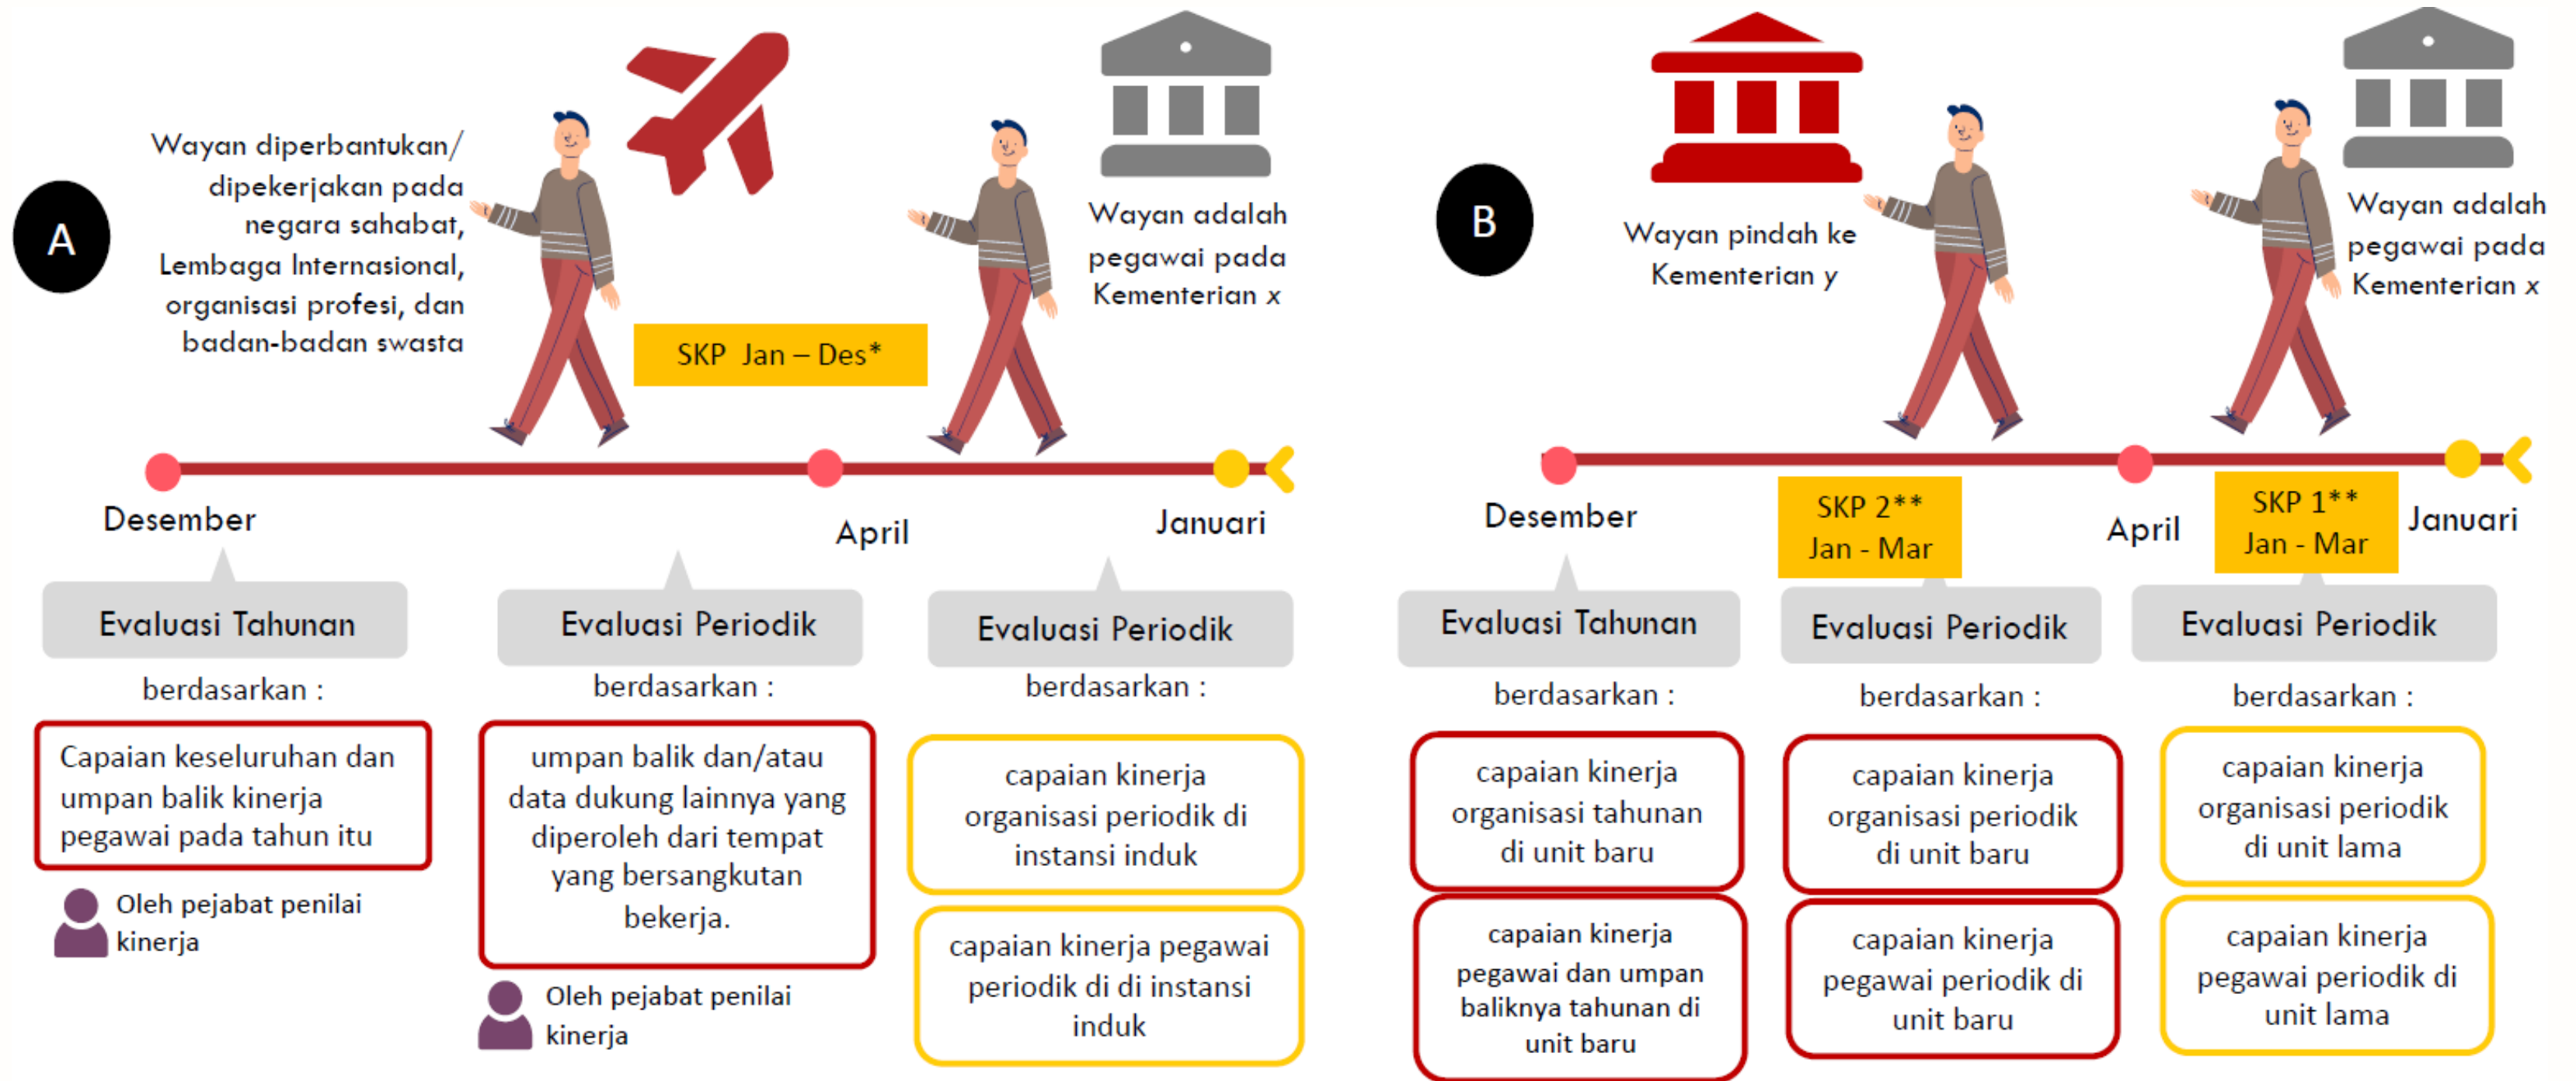 A
Wayan diperbantukan/
dipekerjakan pada
negara sahabat,
Lembaga Internasional,
organisasi profesi, dan
badan-badan swasta
SKP Jan – Des*
Wayan adalah
pegawai pada
Kementerian x
Desember
April
Januari
Evaluasi Tahunan
berdasarkan :
Capaian keseluruhan dan
umpan balik kinerja
pegawai pada tahun itu
Oleh pejabat penilai
kinerja
Evaluasi Periodik
berdasarkan :
umpan balik dan/atau
data dukung lainnya yang
diperoleh dari tempat
yang bersangkutan
bekerja.
Oleh pejabat penilai
kinerja
Evaluasi Periodik
berdasarkan :
capaian kinerja
organisasi periodik di
instansi induk
capaian kinerja pegawai
periodik di di instansi
induk
B
Wayan pindah ke
Kementerian y
Wayan adalah
pegawai pada
Kementerian x
Desember
SKP 2**
Jan - Mar
April
SKP 1**
Jan - Mar
Januari
Evaluasi Tahunan
berdasarkan :
capaian kinerja
organisasi tahunan
di unit baru
capaian kinerja
pegawai dan umpan
baliknya tahunan di
unit baru
Evaluasi Periodik
berdasarkan :
capaian kinerja
organisasi periodik
di unit baru
capaian kinerja
pegawai periodik di
unit baru
Evaluasi Periodik
berdasarkan :
capaian kinerja
organisasi periodik
di unit lama
capaian kinerja
pegawai periodik di
unit lama